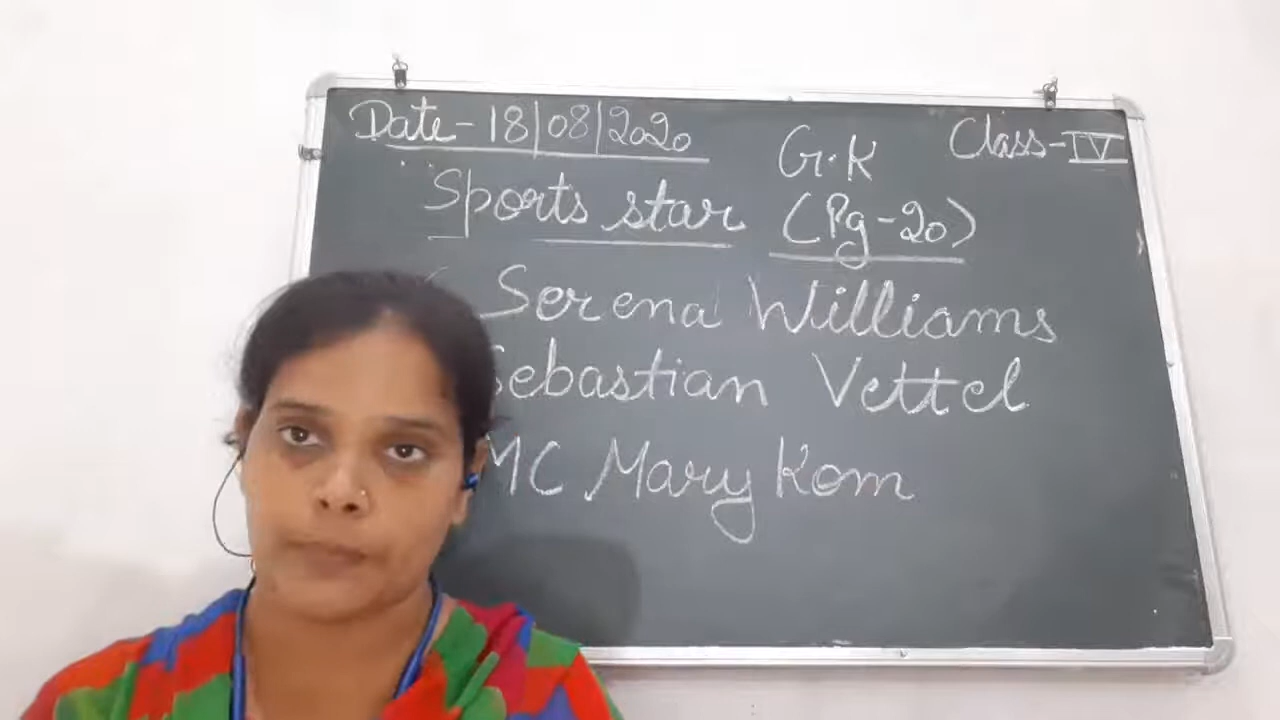 Date- 18|08|2020
G.K
Class-IV
Sports star (Pg-20)
Serena Williams
Sebastian Vettel
MC Mary Kom